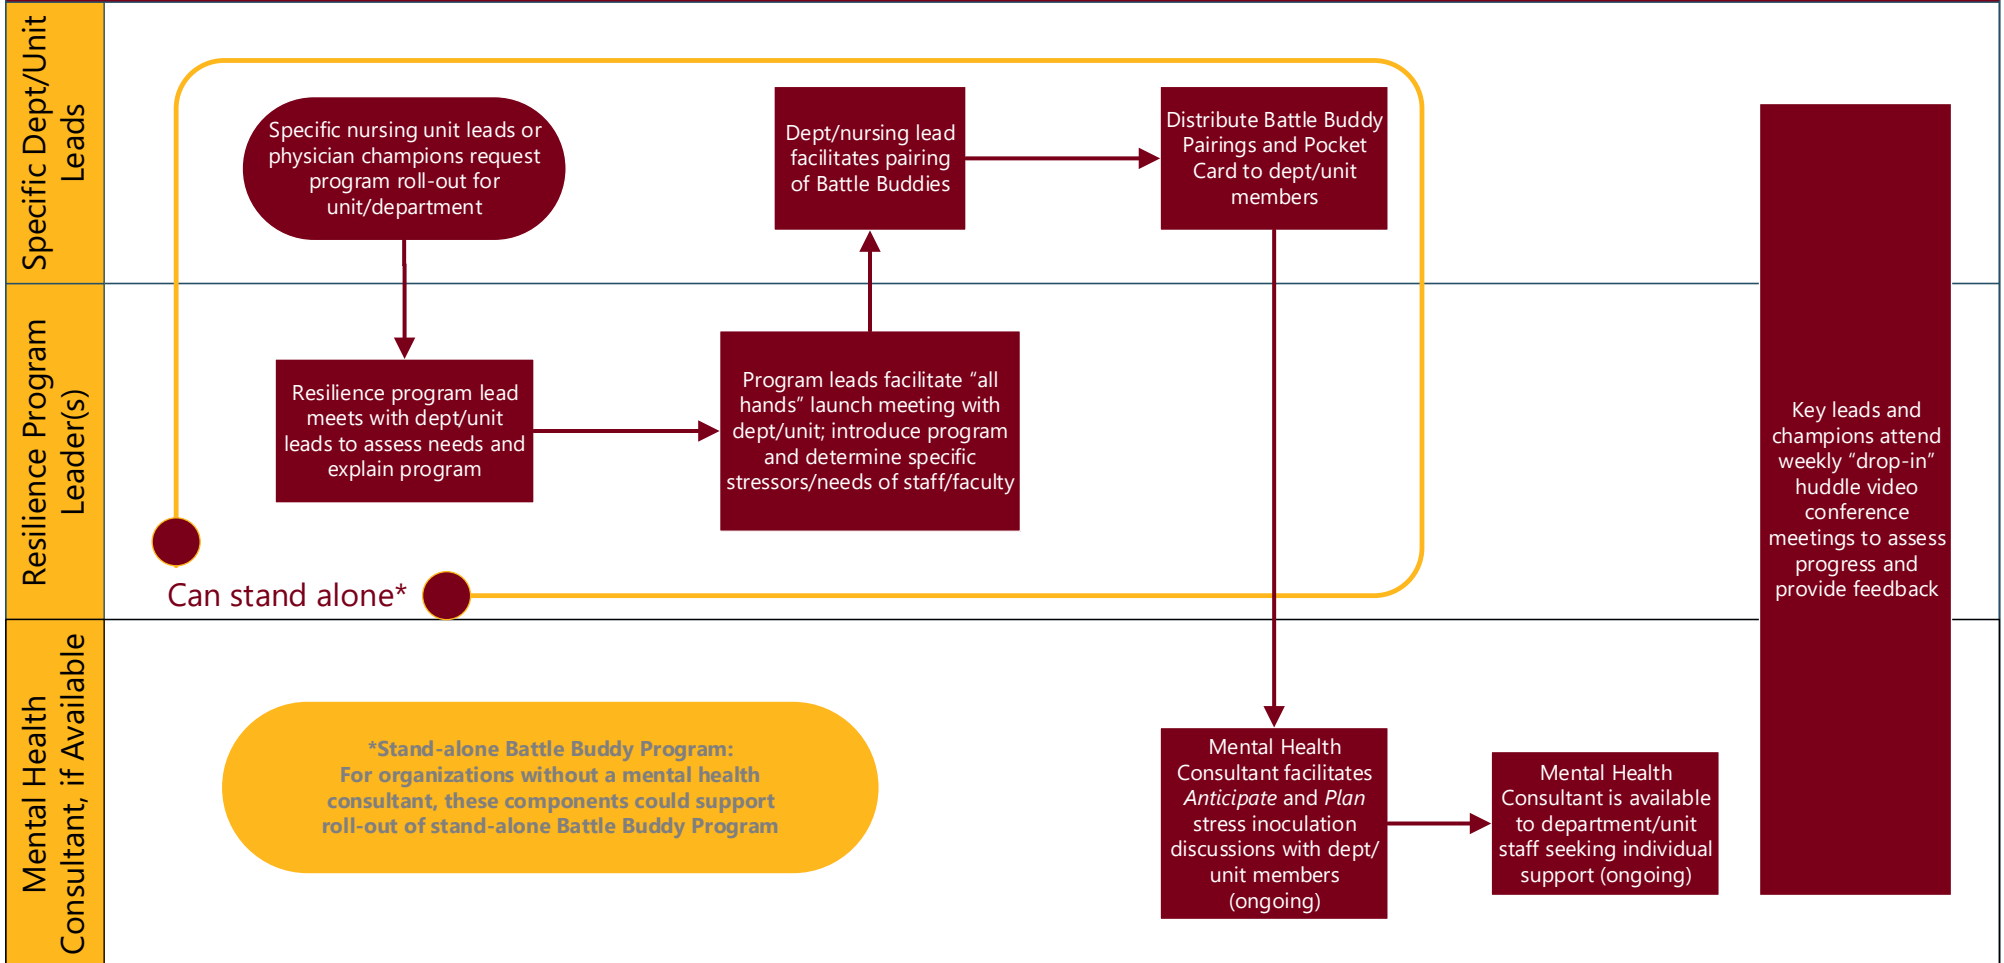 Specific Dept/Unit
Leads
Specific nursing unit leads or
physician champions request
program roll-out for
unit/department
Dept/nursing lead
facilitates pairing
of Battle Buddies
Distribute Battle Buddy
Pairings and Pocket
Card to dept/unit
members
Resilience Program
Leader(s)
Resilience program lead
meets with dept/unit
leads to assess needs and
explain program
Program leads facilitate “all
hands” launch meeting with
dept/unit; introduce program
and determine specific
stressors/needs of staff/faculty
Can stand alone*
Key leads and
champions attend
weekly “drop-in”
huddle video
conference
meetings to assess
progress and
provide feedback
Mental Health
Consultant, if Available
*Stand-alone Battle Buddy Program:
For organizations without a mental health
consultant, these components could support
roll-out of stand-alone Battle Buddy Program
Mental Health
Consultant facilitates
Anticipate and Plan
stress inoculation
discussions with dept/
unit members
(ongoing)
Mental Health
Consultant is available
to department/unit
staff seeking individual
support (ongoing)